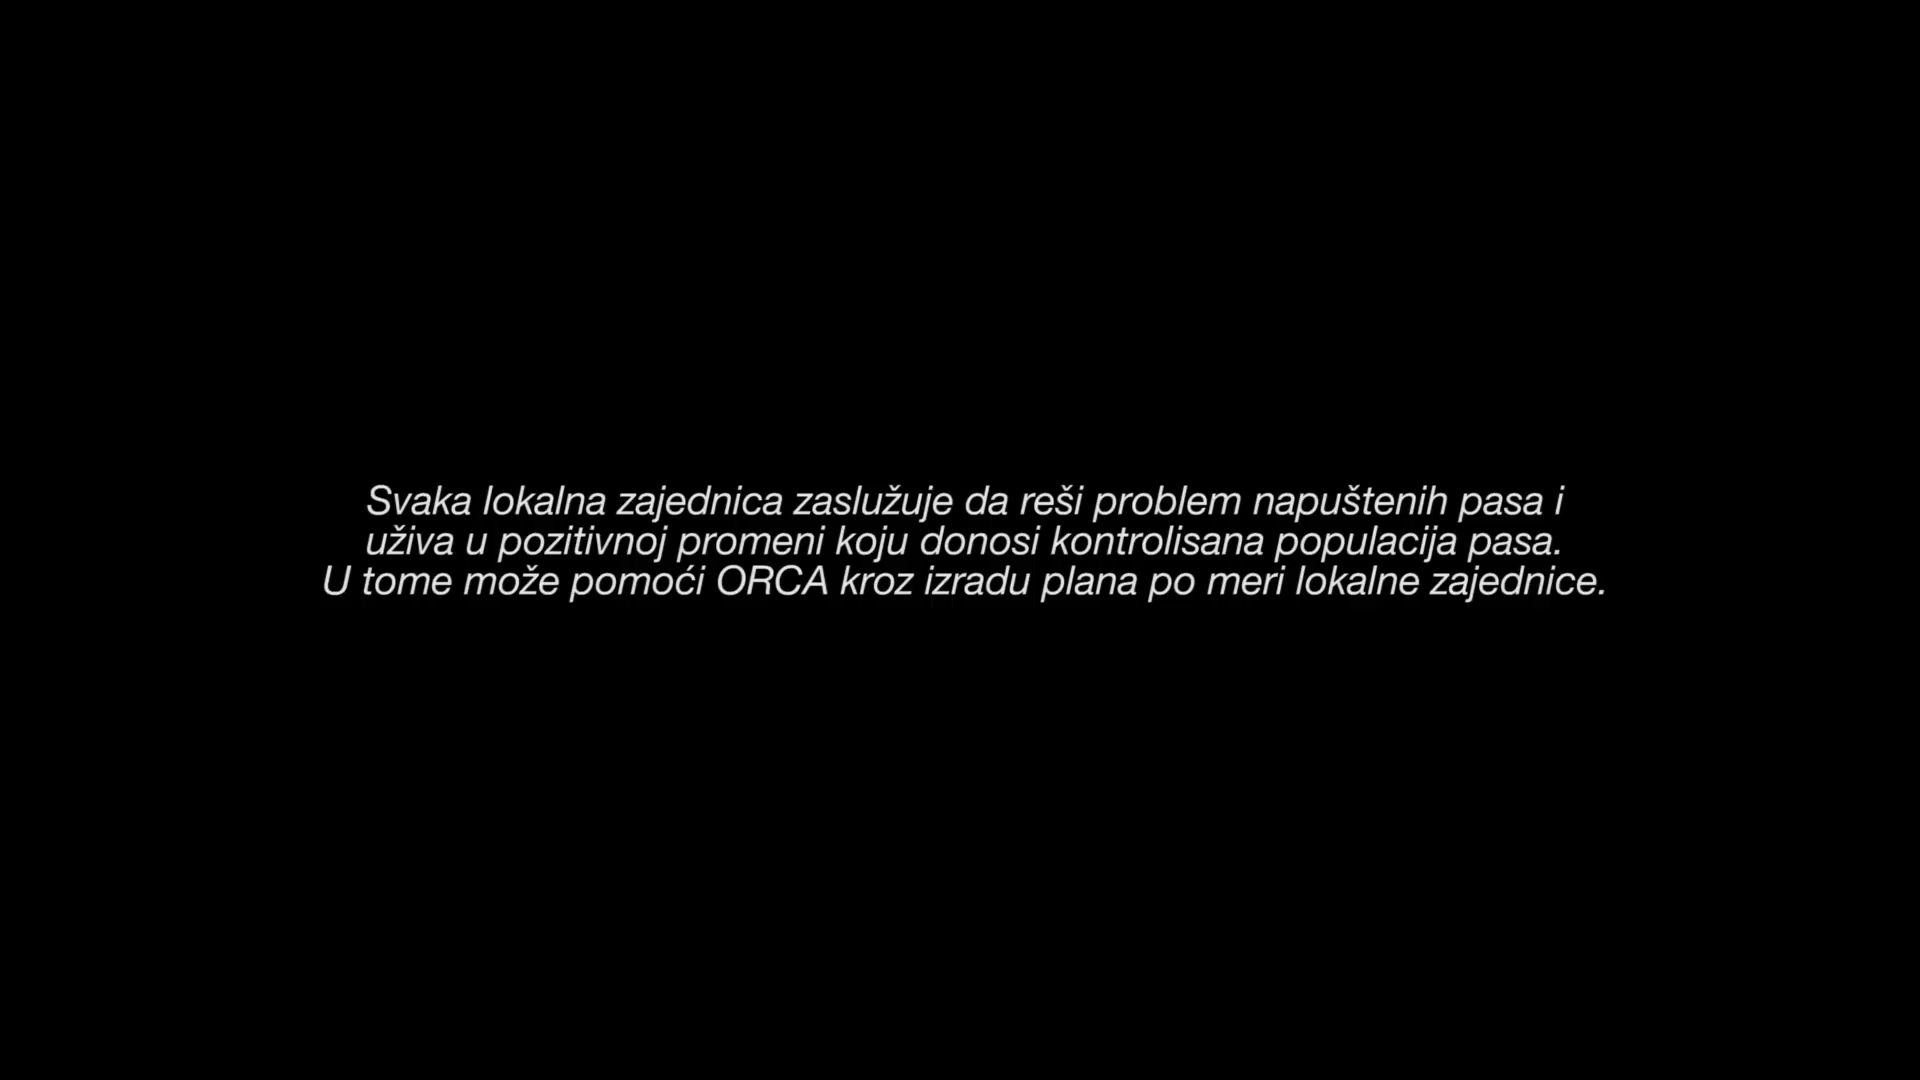 Svaka lokalna zajednica zaslužuje da reši problem napuštenih pasa i
uživa u pozitivnoj promeni koju donosi kontrolisana populacija pasa.
U tome može pomoći ORCA kroz izradu plana po meri lokalne zajednice.